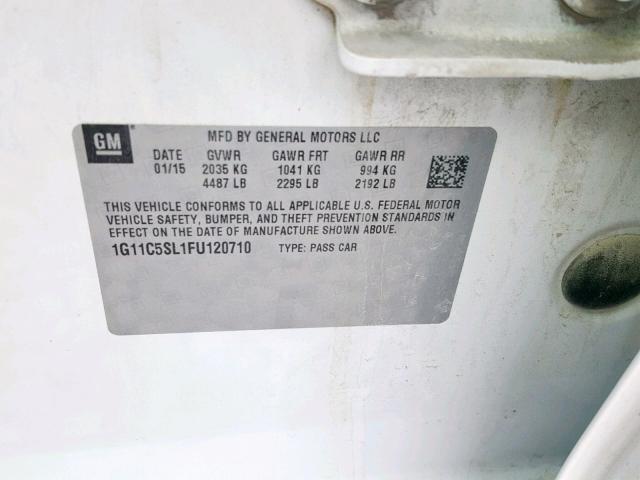 GM
MFD BY GENERAL MOTORS LLC
DATE GVWR GAWR FRT GAWR RR
01/15 2035 KG 1041 KG 994 KG
4487 LB 2295 LB 2192 LB
THIS VEHICLE CONFORMS TO ALL APPLICABLE U.S. FEDERAL MOTOR
VEHICLE SAFETY, BUMPER, AND THEFT PREVENTION STANDARDS IN
EFFECT ON THE DATE OF MANUFACTURE SHOWN ABOVE.
1G11C5SL1FU120710 TYPE: PASS CAR